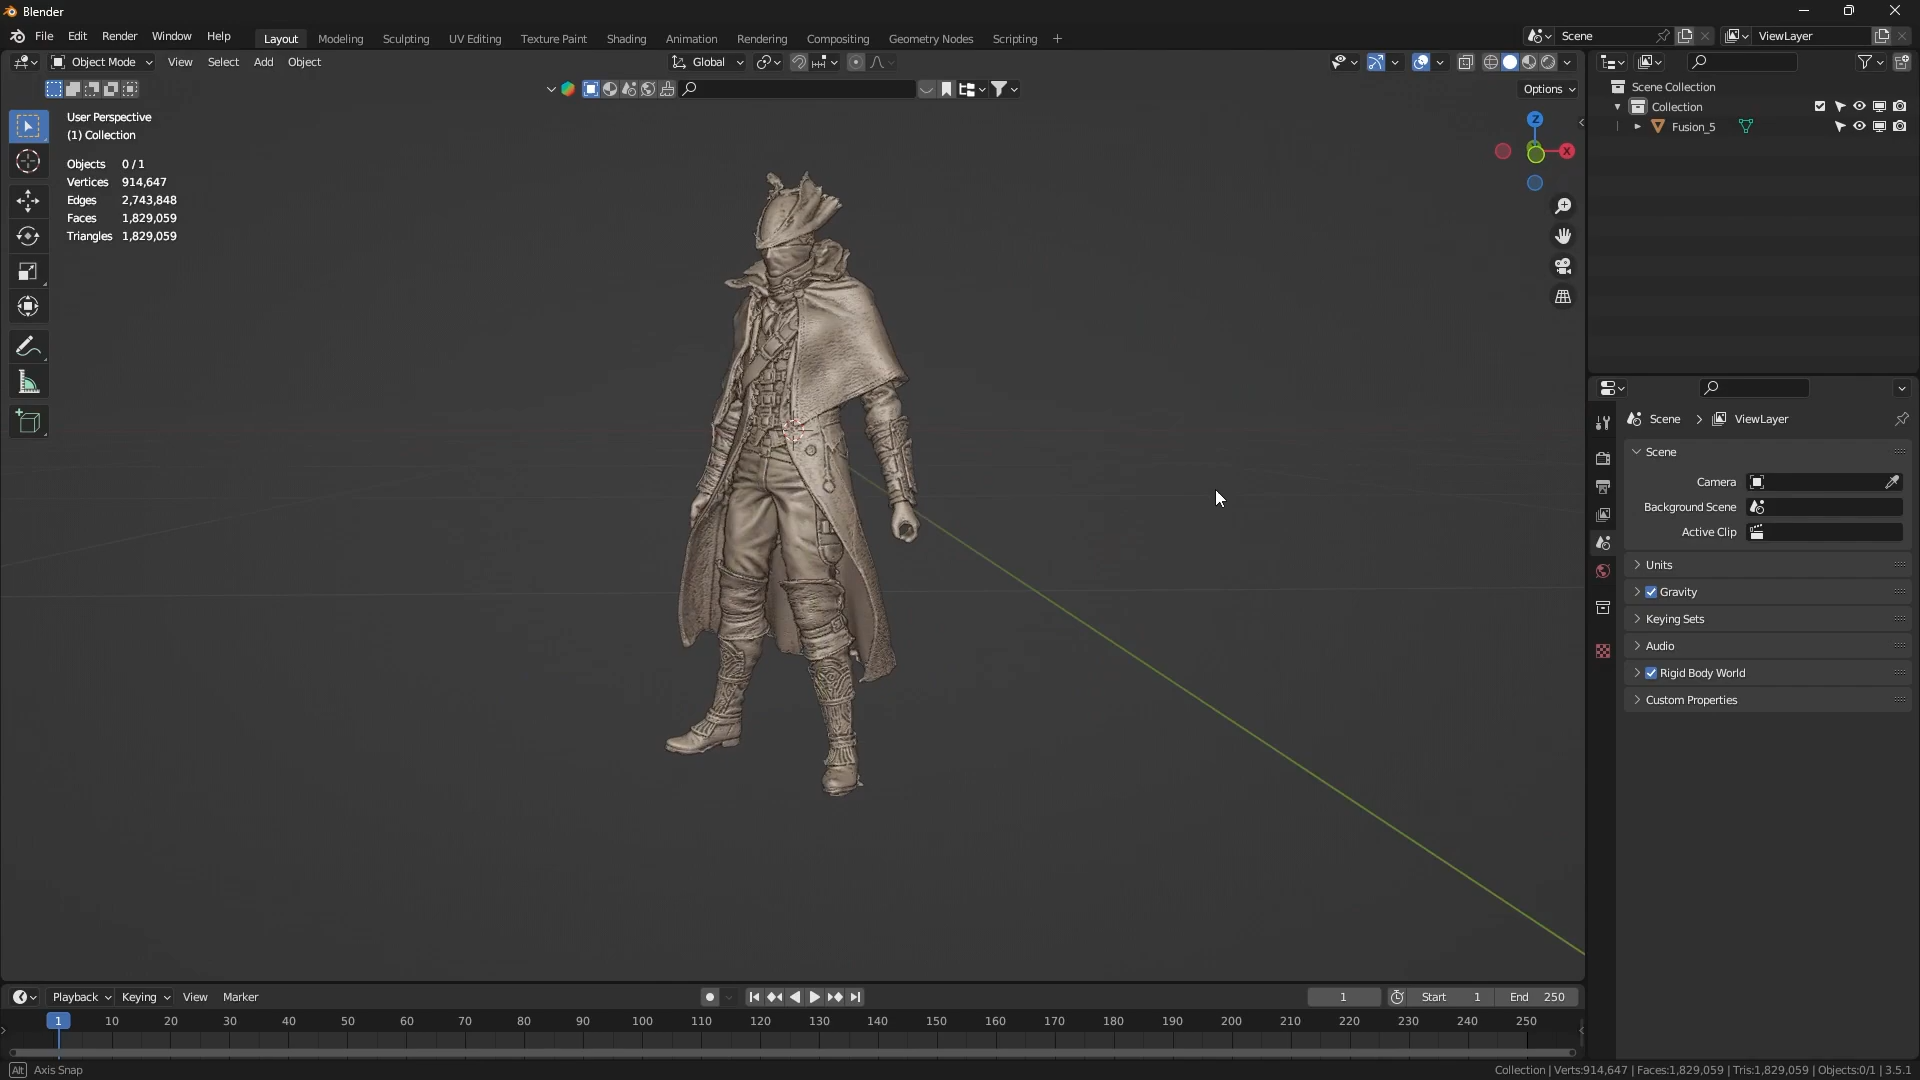 Blender
File Edit Render Window Help Layout Modeling Sculpting UV Editing Texture Paint Shading Animation Rendering Compositing Geometry Nodes Scripting + Scene ViewLayer
Object Mode View Select Add Object Global
Options
User Perspective
(1) Collection
Objects 0/1
Vertices 914,647
Edges 2,743,848
Faces 1,829,059
Triangles 1,829,059
Z
X
Scene Collection
Collection
Fusion_5
Scene > ViewLayer
Scene
Camera
Background Scene
Active Clip
Units
Gravity
Keying Sets
Audio
Rigid Body World
Custom Properties
Playback Keying View Marker 1 Start 1 End 250
1 10 20 30 40 50 60 70 80 90 100 110 120 130 140 150 160 170 180 190 200 210 220 230 240 250
Alt Axis Snap
Collection | Verts:914,647 | Faces:1,829,059 | Tris:1,829,059 | Objects:0/1 | 3.5.1